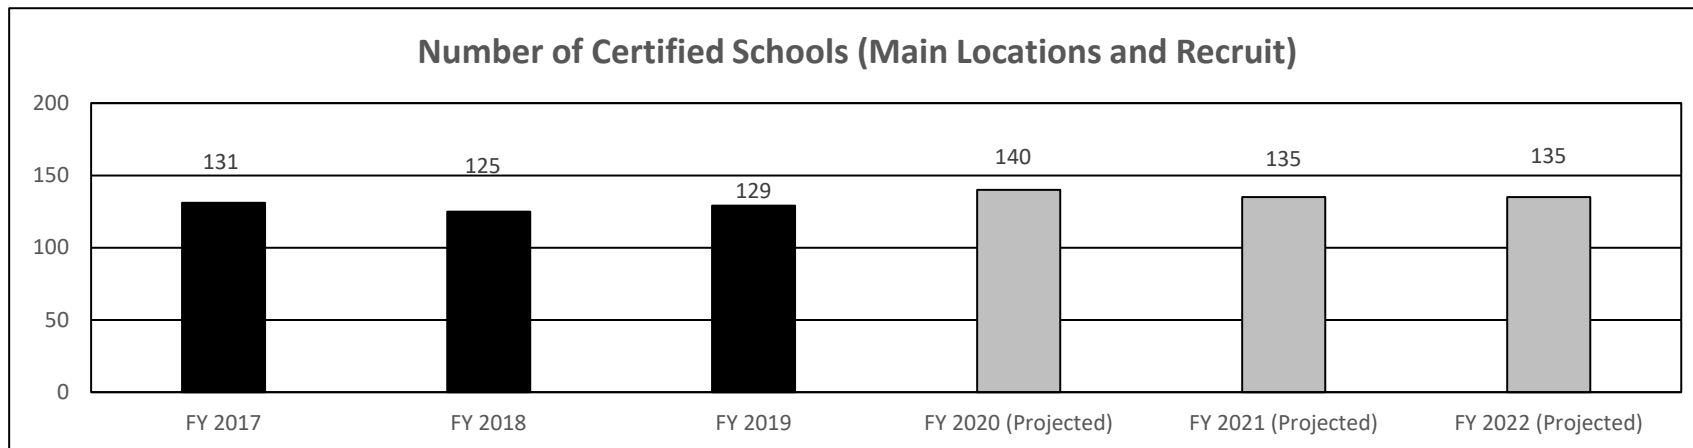 Number of Certified Schools (Main Locations and Recruit)
200
150
100
50
0
131
125
129
140
135
135
FY 2017
FY 2018
FY 2019
FY 2020 (Projected)
FY 2021 (Projected)
FY 2022 (Projected)